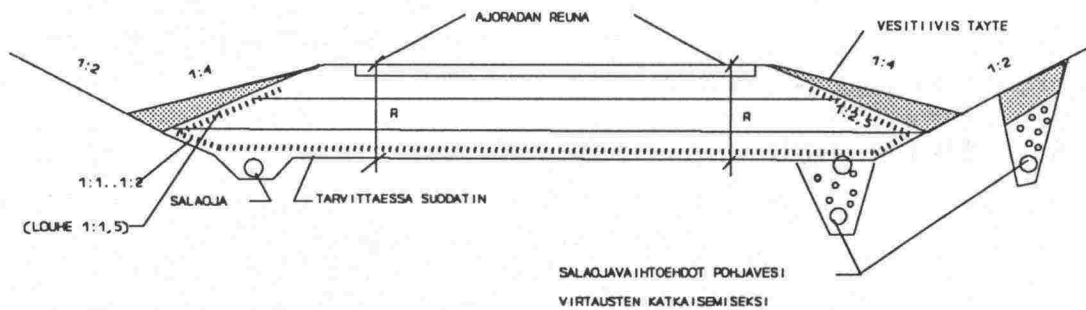 AJORADAN REUNA
VESITIIVIS TÄYTE
1:2
1:4
1:4
1:2
R
R
1:2,5
1:1..1:2
SALAOJA
TARVITTAESSA SUODATIN
(LOUHE 1:1,5)
SALAOJAVAIHTOEHDOT POHJAVESI
VIRTAUSTEN KATKAISEMISEKSI